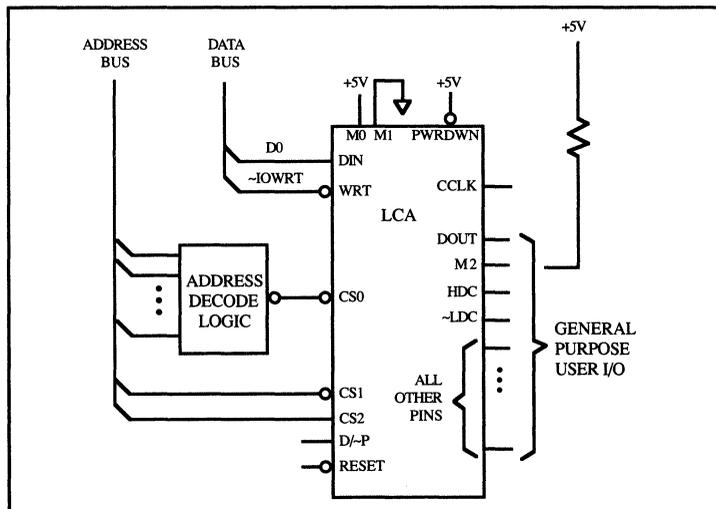 ADDRESS
BUS
DATA
BUS
+5V
+5V
+5V
M0
M1
PWRDWN
D0
DIN
~IOWRT
WRT
CCLK
LCA
DOUT
M2
ADDRESS
DECODE
LOGIC
CS0
HDC
~LDC
GENERAL
PURPOSE
USER I/O
ALL
OTHER
PINS
CS1
CS2
D/~P
RESET